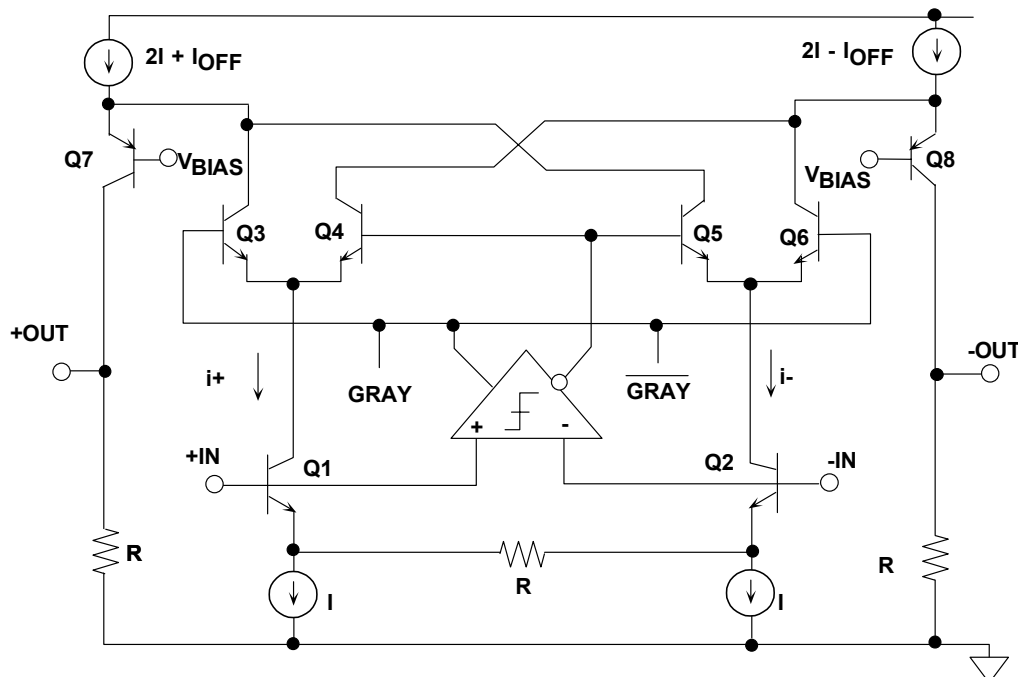 2I + IOFF
2I - IOFF
Q7
VBIAS
VBIAS
Q8
Q3
Q4
Q5
Q6
+OUT
-OUT
i+
GRAY
GRAY
i-
+ -
+IN
Q1
Q2
-IN
R
R
R
I
I